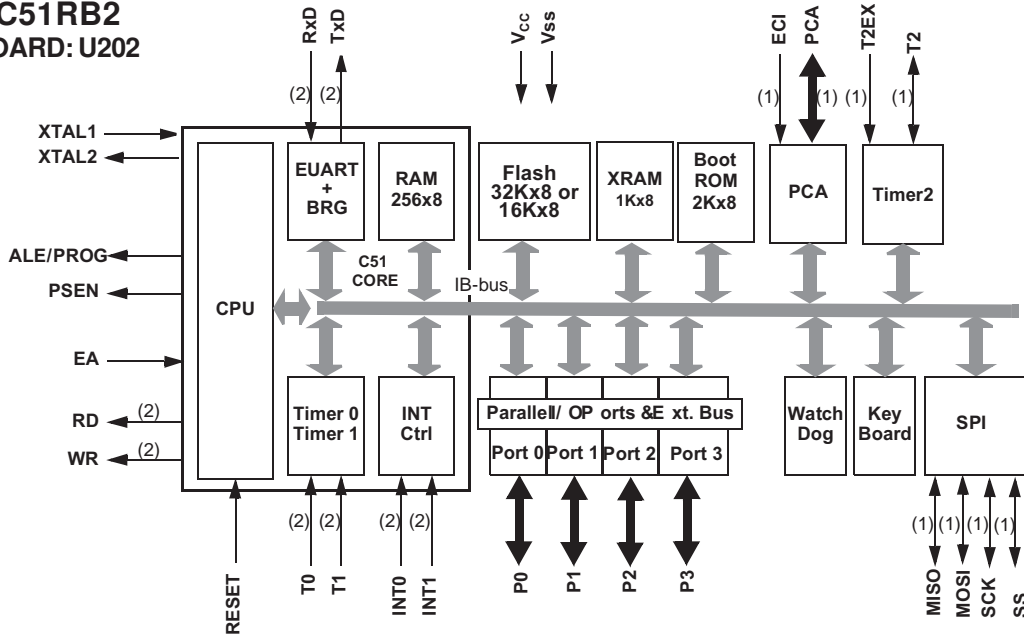 C51RB2
OARD: U202
RxD
TxD
Vcc
Vss
ECI
PCA
T2EX
T2
(2) (2)
(1) (1) (1) (1)
XTAL1
XTAL2
ALE/PROG
PSEN
EA
RD (2)
WR (2)
CPU
EUART
+
BRG
RAM
256x8
C51
CORE
IB-bus
Flash
32Kx8 or
16Kx8
XRAM
1Kx8
Boot
ROM
2Kx8
PCA
Timer2
Timer 0
Timer 1
INT
Ctrl
Parallel I/ OP orts &E xt. Bus
Port 0 Port 1 Port 2 Port 3
Watch
Dog
Key
Board
SPI
(2) (2) (2) (2)
(1) (1) (1) (1)
RESET
T0
T1
INT0
INT1
P0
P1
P2
P3
MISO
MOSI
SCK
SS